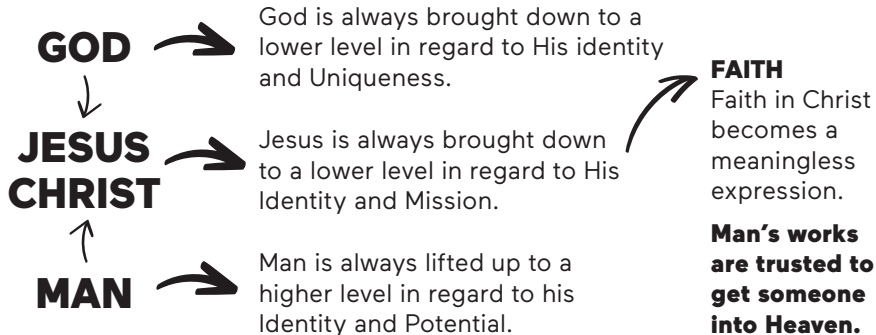 GOD
God is always brought down to a
lower level in regard to His identity
and Uniqueness.
JESUS
CHRIST
Jesus is always brought down
to a lower level in regard to His
Identity and Mission.
MAN
Man is always lifted up to a
higher level in regard to his
Identity and Potential.
FAITH
Faith in Christ
becomes a
meaningless
expression.
Man's works
are trusted to
get someone
into Heaven.